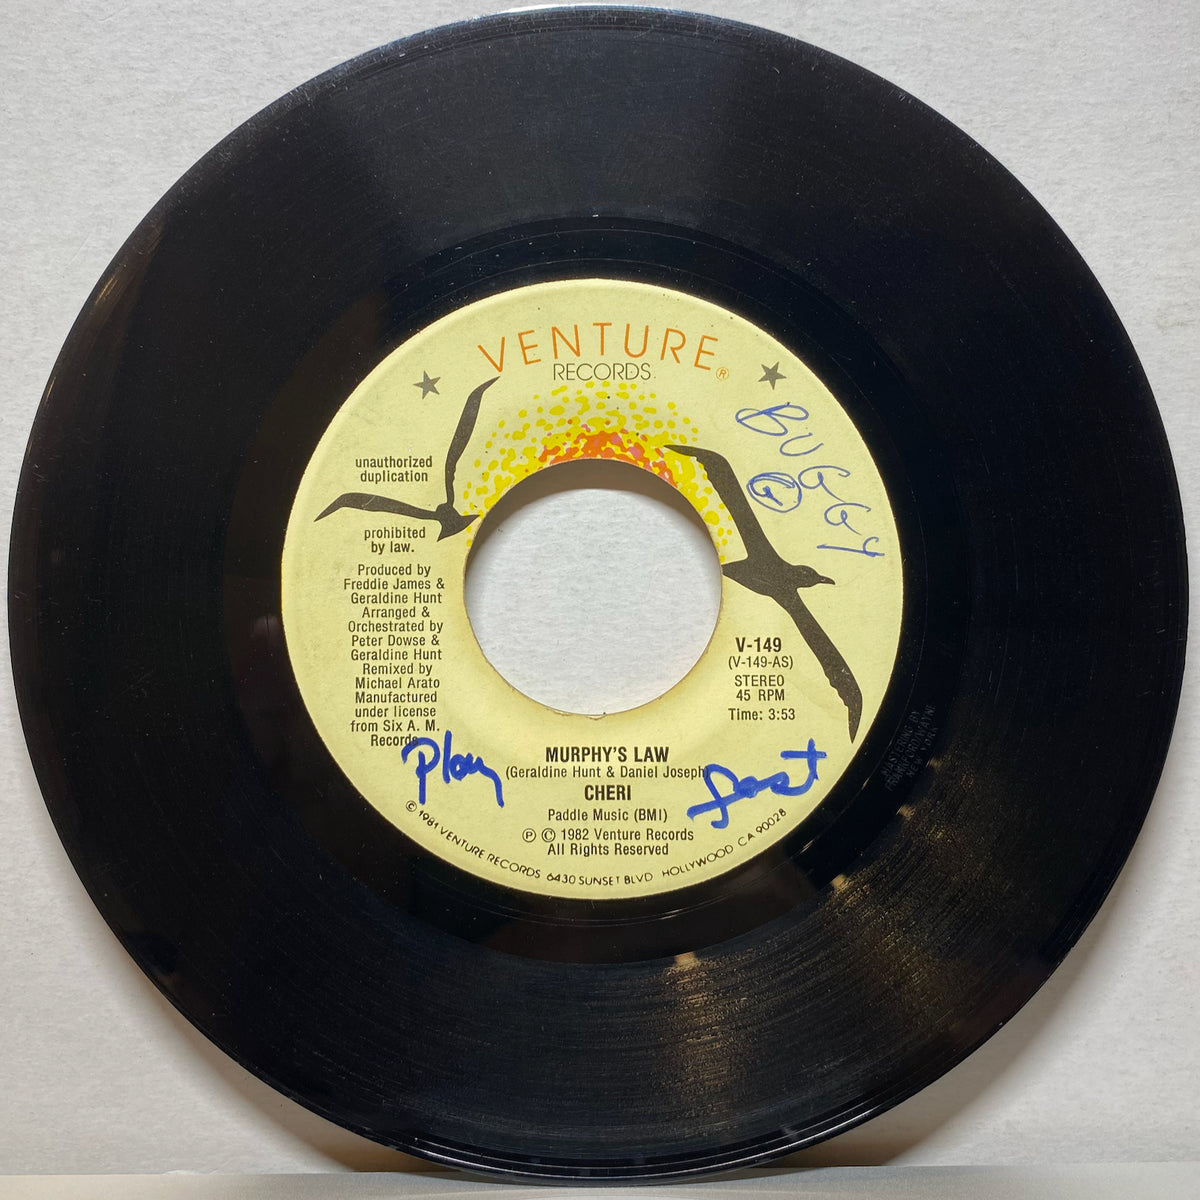 VENTURE®
RECORDS
BUGGY
G
unauthorized
duplication
prohibited
by law.
Produced by
Freddie James &
Geraldine Hunt
Arranged &
Orchestrated by
Peter Dowse &
Geraldine Hunt
Remixed by
Michael Arato
Manufactured
under license
from Six A. M.
Records
V-149
(V-149-AS)
STEREO
45 RPM
Time: 3:53
Play fast
MURPHY'S LAW
(Geraldine Hunt & Daniel Joseph)
CHERI
Paddle Music (BMI)
℗ © 1982 Venture Records
All Rights Reserved
© 1981 VENTURE RECORDS 6430 SUNSET BLVD HOLLYWOOD CA 90028